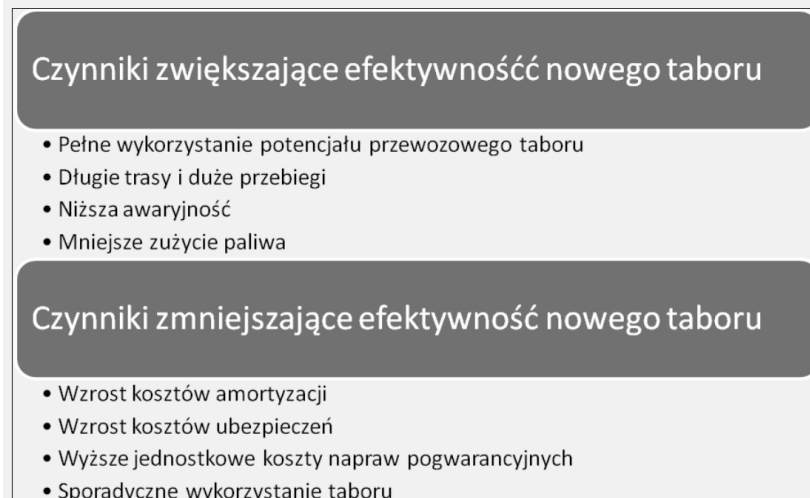 Czynniki zwiększające efektywnośćć nowego taboru
• Pełne wykorzystanie potencjału przewozowego taboru
• Długie trasy i duże przebiegi
• Niższa awaryjność
• Mniejsze zużycie paliwa
Czynniki zmniejszające efektywność nowego taboru
• Wzrost kosztów amortyzacji
• Wzrost kosztów ubezpieczeń
• Wyższe jednostkowe koszty napraw pogwarancyjnych
• Sporadyczne wykorzystanie taboru